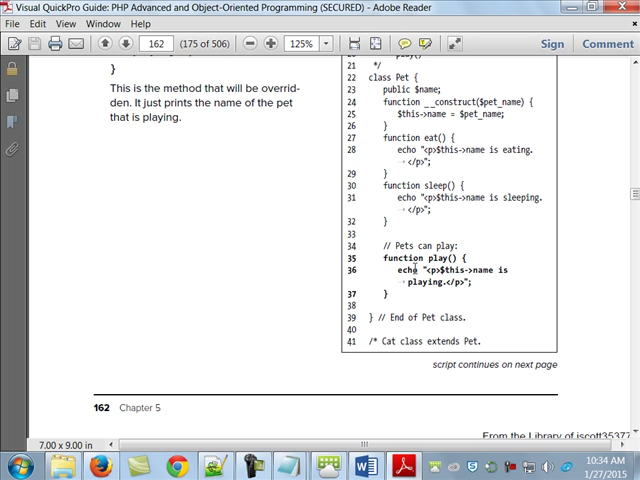 Visual QuickPro Guide: PHP Advanced and Object-Oriented Programming (SECURED) - Adobe Reader
File Edit View Window Help
162 (175 of 506) 125% Sign Comment
}
This is the method that will be overrid-
den. It just prints the name of the pet
that is playing.
21 */
22 class Pet {
23 public $name;
24 function __construct($pet_name) {
25 $this->name = $pet_name;
26 }
27 function eat() {
28 echo "<p>$this->name is eating.
→ </p>";
29 }
30 function sleep() {
31 echo "<p>$this->name is sleeping.
→ </p>";
32 }
33
34 // Pets can play:
35 function play() {
36 echo "<p>$this->name is
→ playing.</p>";
37 }
38
39 } // End of Pet class.
40
41 /* Cat class extends Pet.
script continues on next page
162 Chapter 5
From the Library of iscott35377
7.00 x 9.00 in
10:34 AM
1/27/2015